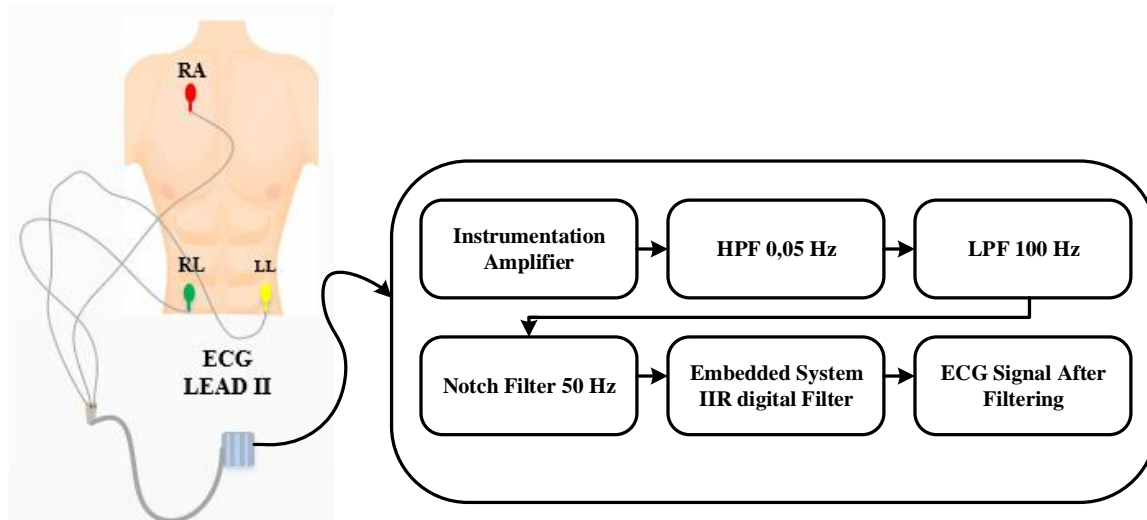 RA
RL
LL
ECG
LEAD II
Instrumentation
Amplifier
HPF 0,05 Hz
LPF 100 Hz
Notch Filter 50 Hz
Embedded System
IIR digital Filter
ECG Signal After
Filtering